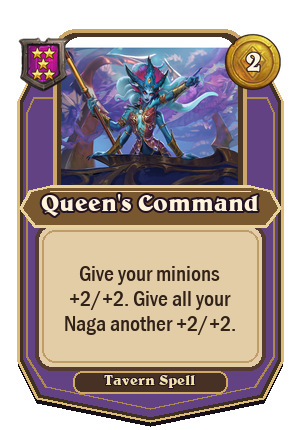 2
Queen's Command
Give your minions
+2/+2. Give all your
Naga another +2/+2.
Tavern Spell